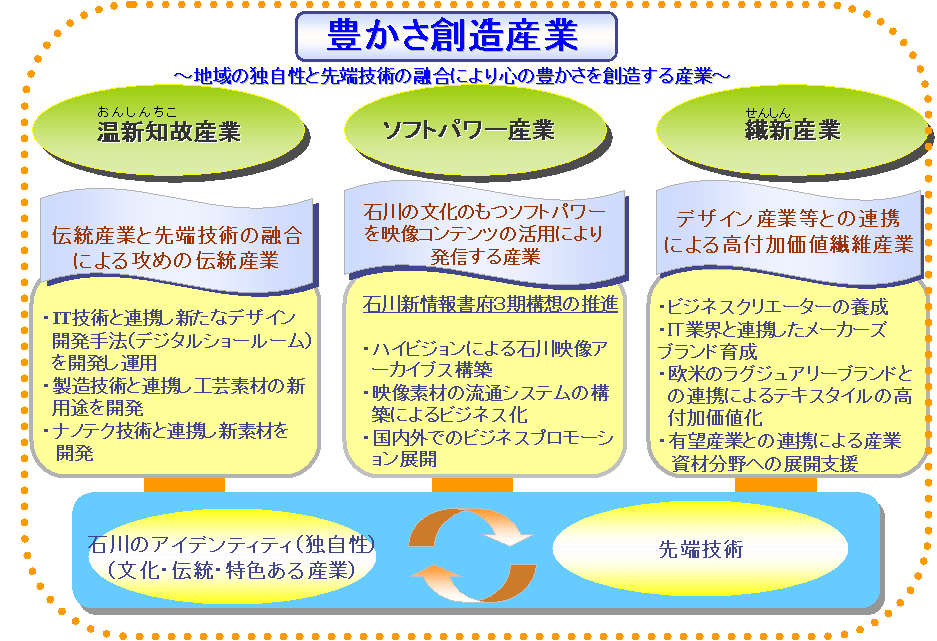 豊かさ創造産業
～地域の独自性と先端技術の融合により心の豊かさを創造する産業～
おんしんちこ
温新知故産業
伝統産業と先端技術の融合
による攻めの伝統産業
・IT技術と連携し新たなデザイン
開発手法(デジタルショールーム)
を開発し運用
・製造技術と連携し工芸素材の新
用途を開発
・ナノテク技術と連携し新素材を
開発
ソフトパワー産業
石川の文化のもつソフトパワー
を映像コンテンツの活用により
発信する産業
石川新情報書府3期構想の推進
・ハイビジョンによる石川映像ア
ーカイブス構築
・映像素材の流通システムの構
築によるビジネス化
・国内外でのビジネスプロモーシ
ョン展開
せんしん
繊新産業
デザイン産業等との連携
による高付加価値繊維産業
・ビジネスクリエーターの養成
・IT業界と連携したメーカーズ
ブランド育成
・欧米のラグジュアリーブランドと
の連携によるテキスタイルの高
付加価値化
・有望産業との連携による産業
資材分野への展開支援
石川のアイデンティティ(独自性)
(文化・伝統・特色ある産業)
先端技術